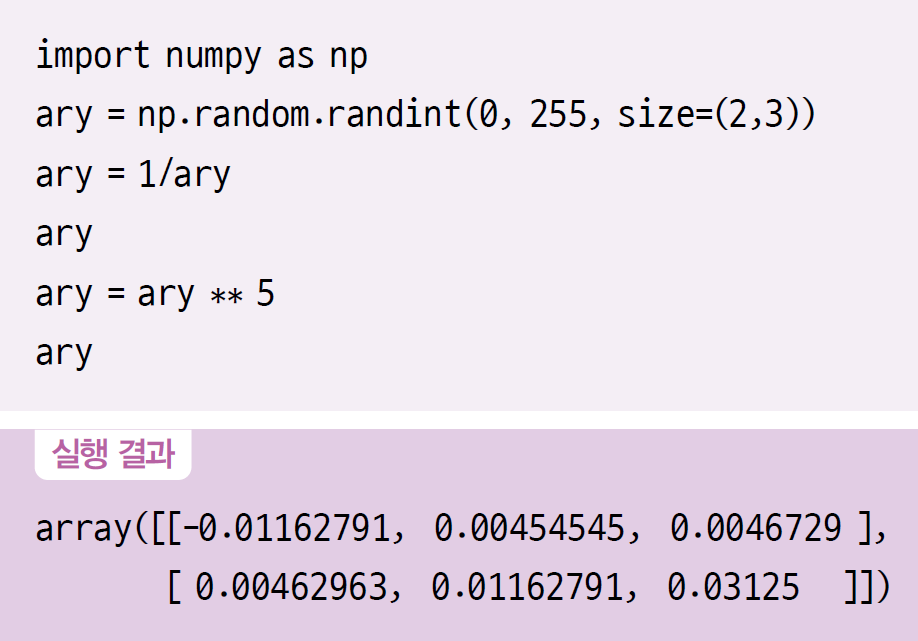 import numpy as np
ary = np.random.randint(0, 255, size=(2,3))
ary = 1/ary
ary
ary = ary ** 5
ary
실행 결과
array([[-0.01162791, 0.00454545, 0.0046729 ],
[ 0.00462963, 0.01162791, 0.03125 ]])